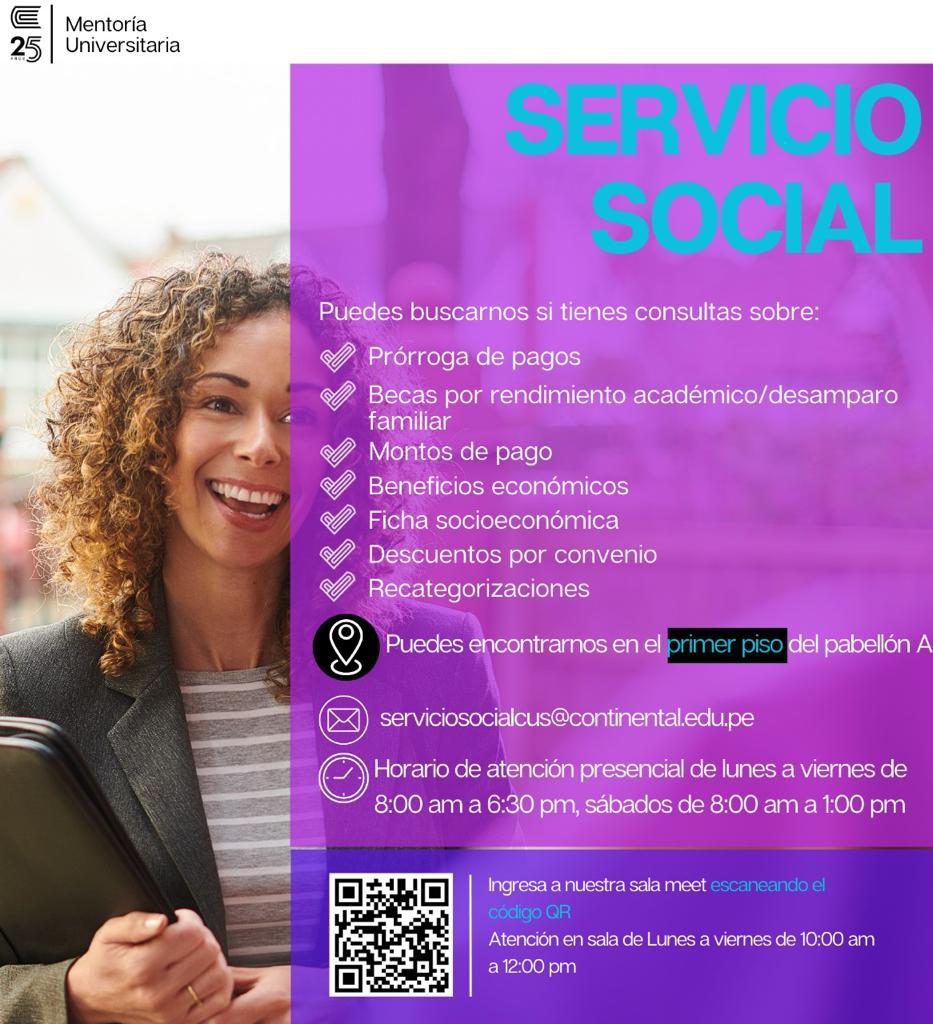 25
AÑOS
Mentoría
Universitaria
SERVICIO
SOCIAL
Puedes buscarnos si tienes consultas sobre:
Prórroga de pagos
Becas por rendimiento académico/desamparo
familiar
Montos de pago
Beneficios económicos
Ficha socioeconómica
Descuentos por convenio
Recategorizaciones
Puedes encontrarnos en el primer piso del pabellón A
serviciosocialcus@continental.edu.pe
Horario de atención presencial de lunes a viernes de
8:00 am a 6:30 pm, sábados de 8:00 am a 1:00 pm
Ingresa a nuestra sala meet escaneando el
código QR
Atención en sala de Lunes a viernes de 10:00 am
a 12:00 pm